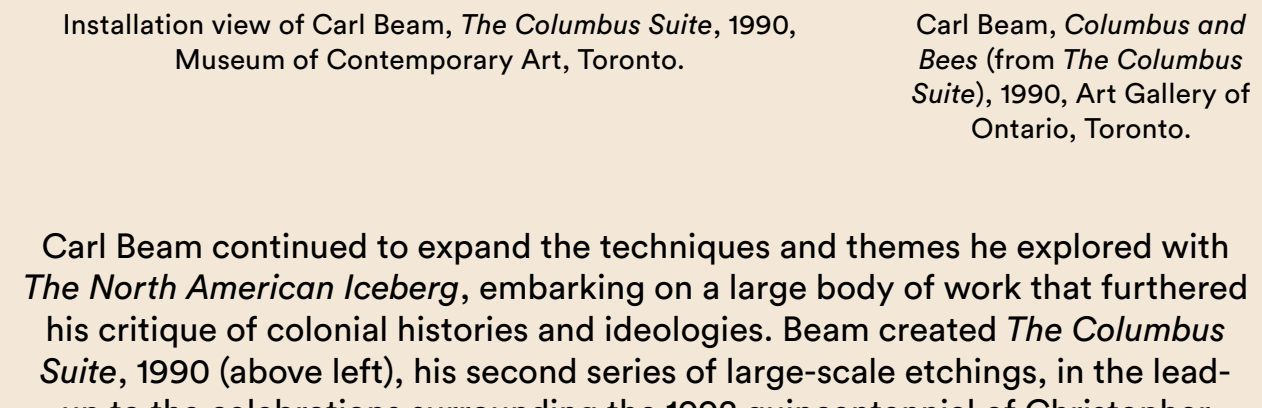 Installation view of Carl Beam, The Columbus Suite, 1990,
Museum of Contemporary Art, Toronto.
Carl Beam, Columbus and
Bees (from The Columbus
Suite), 1990, Art Gallery of
Ontario, Toronto.
Carl Beam continued to expand the techniques and themes he explored with
The North American Iceberg, embarking on a large body of work that furthered
his critique of colonial histories and ideologies. Beam created The Columbus
Suite, 1990 (above left), his second series of large-scale etchings, in the lead-
up to the celebrations surrounding the 1992 quincentennial of Christopher